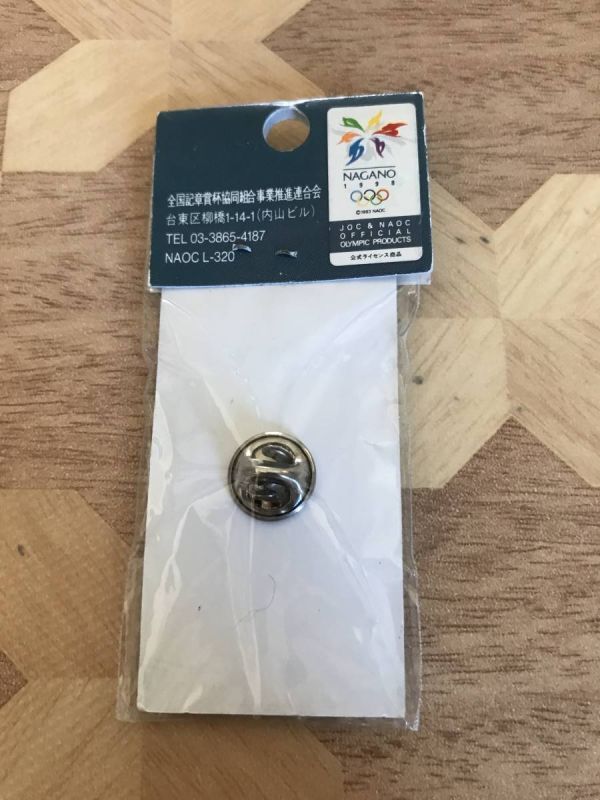 全国記章賞杯協同組合事業推進連合会
台東区柳橋1-14-1(内山ビル)
TEL 03-3865-4187
NAOC L-320
NAGANO
1998
©1993 NAOC
JOC & NAOC
OFFICIAL
OLYMPIC PRODUCTS
公式ライセンス商品